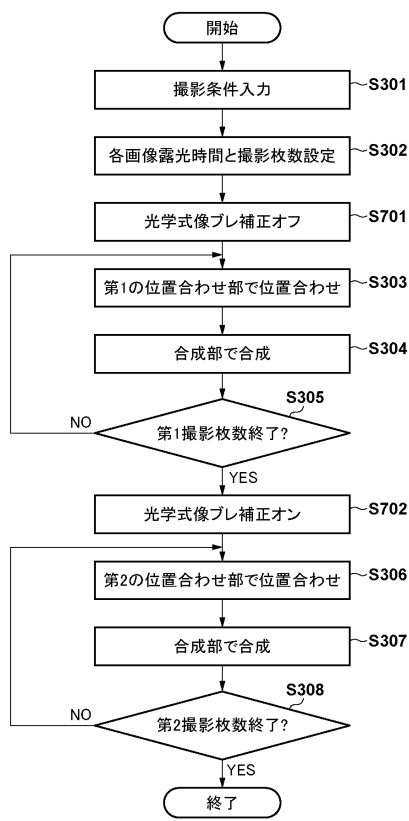 開始
撮影条件入力
S301
各画像露光時間と撮影枚数設定
S302
光学式像ブレ補正オフ
S701
第1の位置合わせ部で位置合わせ
S303
合成部で合成
S304
S305
第1撮影枚数終了?
NO
YES
光学式像ブレ補正オン
S702
第2の位置合わせ部で位置合わせ
S306
合成部で合成
S307
S308
第2撮影枚数終了?
NO
YES
終了